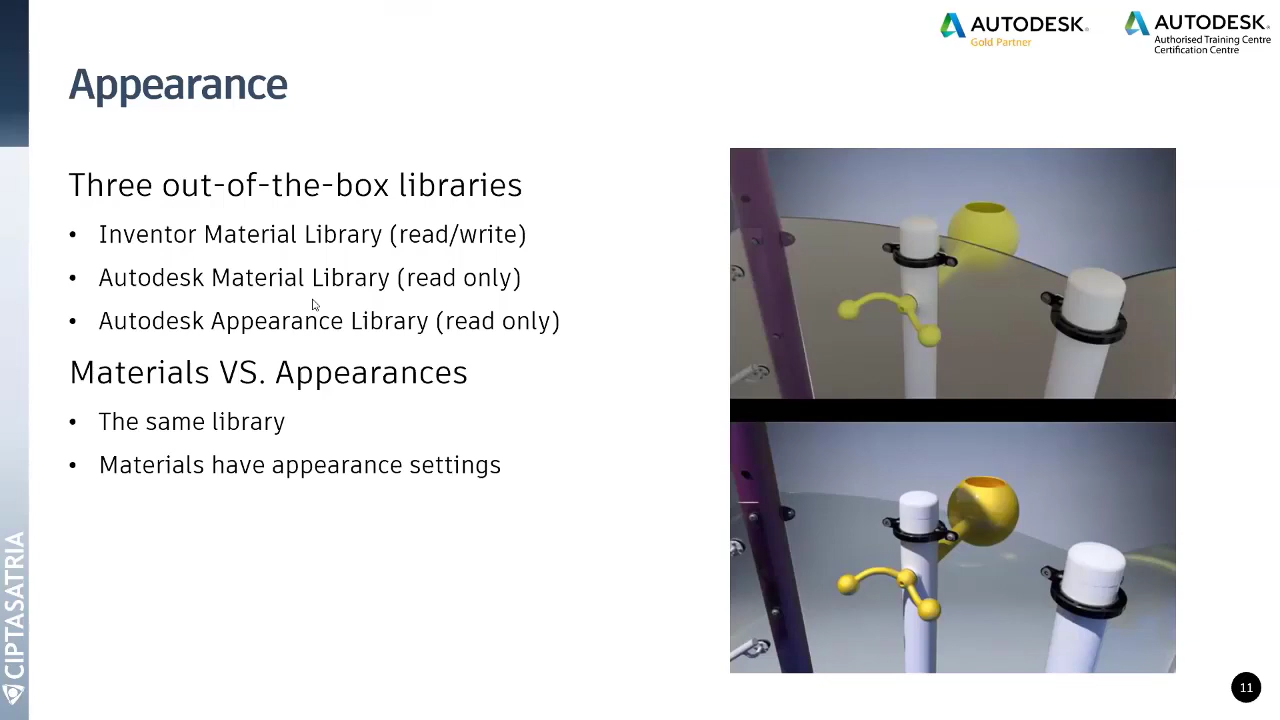 AUTODESK®
Gold Partner
AUTODESK®
Authorised Training Centre
Certification Centre
Appearance
Three out-of-the-box libraries
• Inventor Material Library (read/write)
• Autodesk Material Library (read only)
• Autodesk Appearance Library (read only)
Materials VS. Appearances
• The same library
• Materials have appearance settings
CIPTASATRIA
11